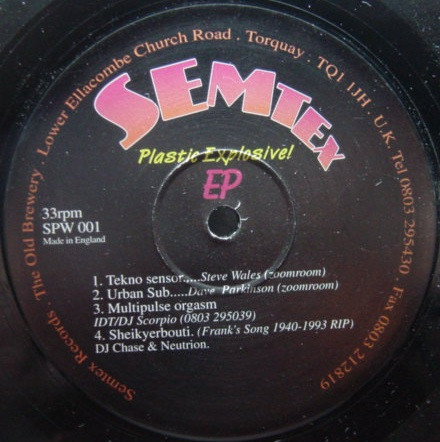 Semtex Records . The Old Brewery . Lower Ellacombe Church Road . Torquay . TQ1 1JH . U.K. Tel 0803 295430 . Fax 0803 212819
SEMTEX
Plastic Explosive!
EP
33rpm
SPW 001
Made in England
1. Tekno sensor.....Steve Wales (zoomroom)
2. Urban Sub.....Dave Parkinson (zoomroom)
3. Multipulse orgasm
IDT/DJ Scorpio (0803 295039)
4. Sheikyerbouti. (Frank's Song 1940-1993 RIP)
DJ Chase & Neutrion.